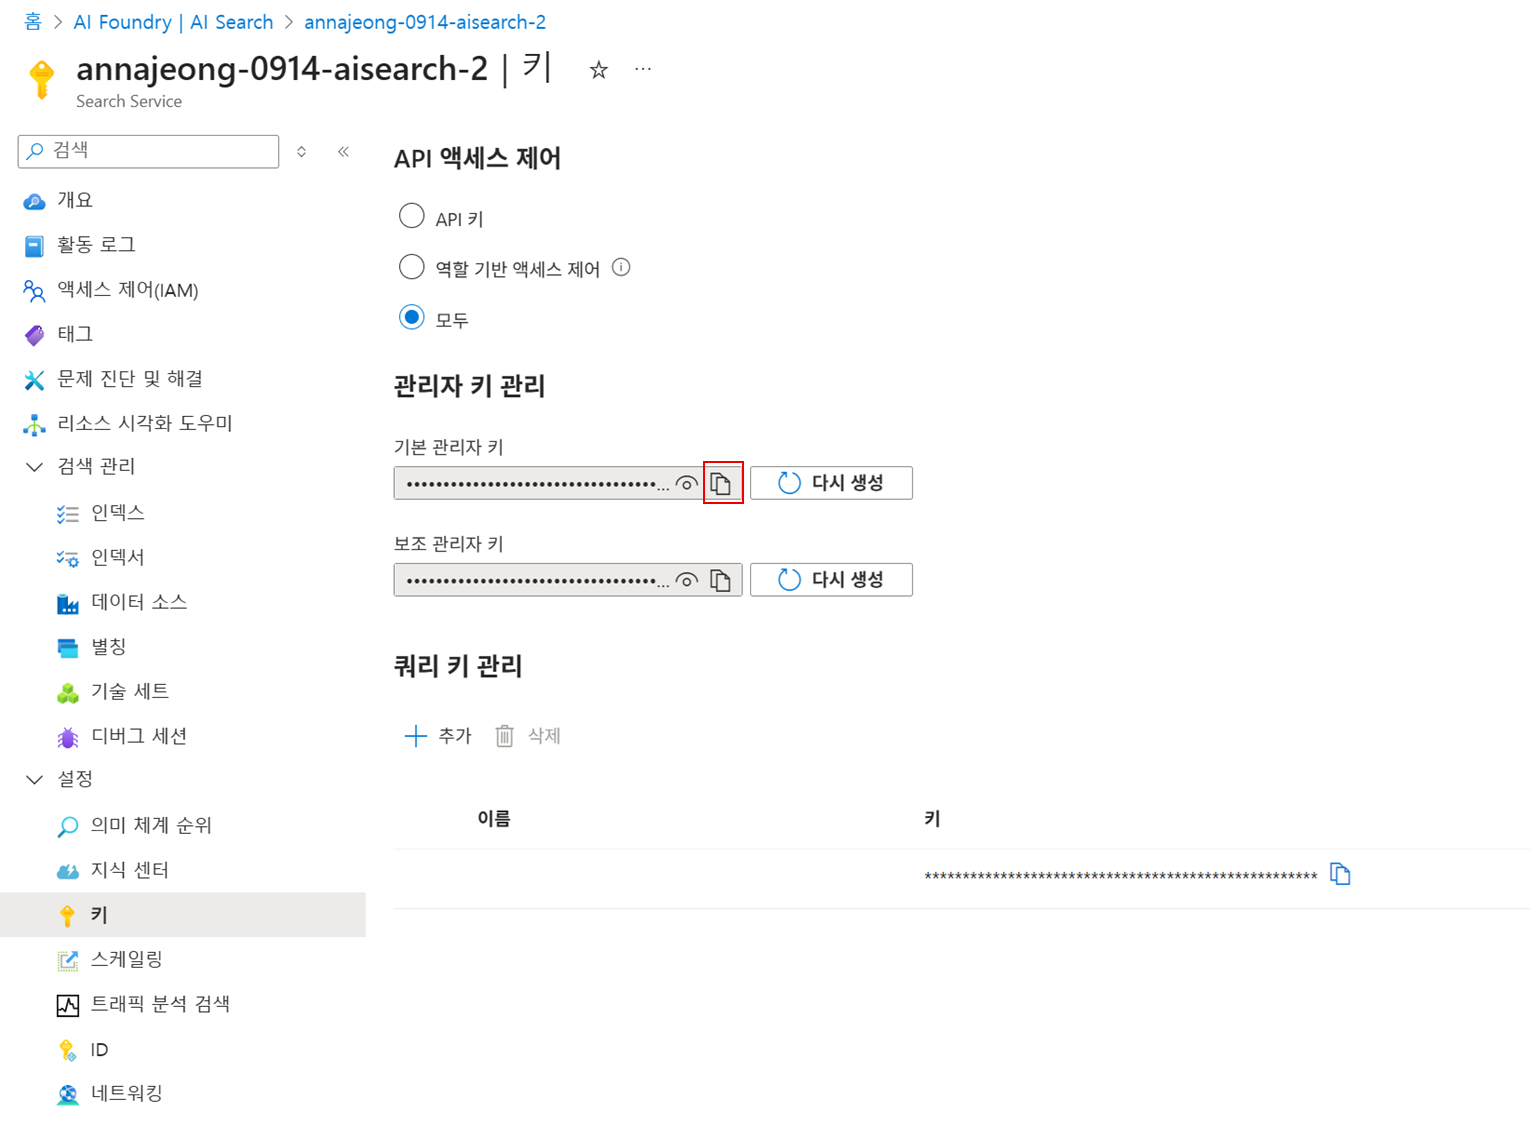 홈 > AI Foundry | AI Search > annajeong-0914-aisearch-2
annajeong-0914-aisearch-2 | 키 ☆ ···
Search Service
검색
개요
활동 로그
액세스 제어(IAM)
태그
문제 진단 및 해결
리소스 시각화 도우미
검색 관리
인덱스
인덱서
데이터 소스
별칭
기술 세트
디버그 세션
설정
의미 체계 순위
지식 센터
키
스케일링
트래픽 분석 검색
ID
네트워킹
API 액세스 제어
API 키
역할 기반 액세스 제어
모두
관리자 키 관리
기본 관리자 키
••••••••••••••••••••••••••••••••••... 다시 생성
보조 관리자 키
••••••••••••••••••••••••••••••••••... 다시 생성
쿼리 키 관리
추가 삭제
이름 키
****************************************************